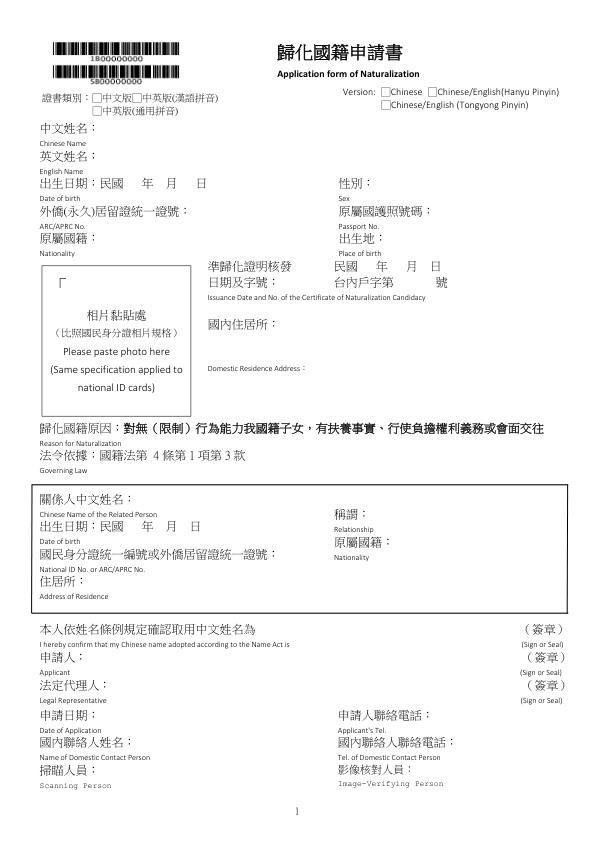 1B00000000
5B00000000
歸化國籍申請書
Application form of Naturalization
證書類別：□中文版□中英版(漢語拼音)
□中英版(通用拼音)
Version: □Chinese □Chinese/English(Hanyu Pinyin)
□Chinese/English (Tongyong Pinyin)
中文姓名：
Chinese Name
英文姓名：
English Name
出生日期：民國 年 月 日 性別：
Date of birth Sex
外僑(永久)居留證統一證號： 原屬國護照號碼：
ARC/APRC No. Passport No.
原屬國籍： 出生地：
Nationality Place of birth
「
相片黏貼處
（比照國民身分證相片規格）
Please paste photo here
(Same specification applied to
national ID cards)
準歸化證明核發 民國 年 月 日
日期及字號： 台內戶字第 號
Issuance Date and No. of the Certificate of Naturalization Candidacy
國內住居所：
Domestic Residence Address：
歸化國籍原因：對無（限制）行為能力我國籍子女，有扶養事實、行使負擔權利義務或會面交往
Reason for Naturalization
法令依據：國籍法第 4 條第 1 項第 3 款
Governing Law
關係人中文姓名： 稱謂：
Chinese Name of the Related Person Relationship
出生日期：民國 年 月 日 原屬國籍：
Date of birth Nationality
國民身分證統一編號或外僑居留證統一證號：
National ID No. or ARC/APRC No.
住居所：
Address of Residence
本人依姓名條例規定確認取用中文姓名為 （簽章）
I hereby confirm that my Chinese name adopted according to the Name Act is (Sign or Seal)
申請人： （簽章）
Applicant (Sign or Seal)
法定代理人： （簽章）
Legal Representative (Sign or Seal)
申請日期： 申請人聯絡電話：
Date of Application Applicant's Tel.
國內聯絡人姓名： 國內聯絡人聯絡電話：
Name of Domestic Contact Person Tel. of Domestic Contact Person
掃瞄人員： 影像核對人員：
Scanning Person Image-Verifying Person
1